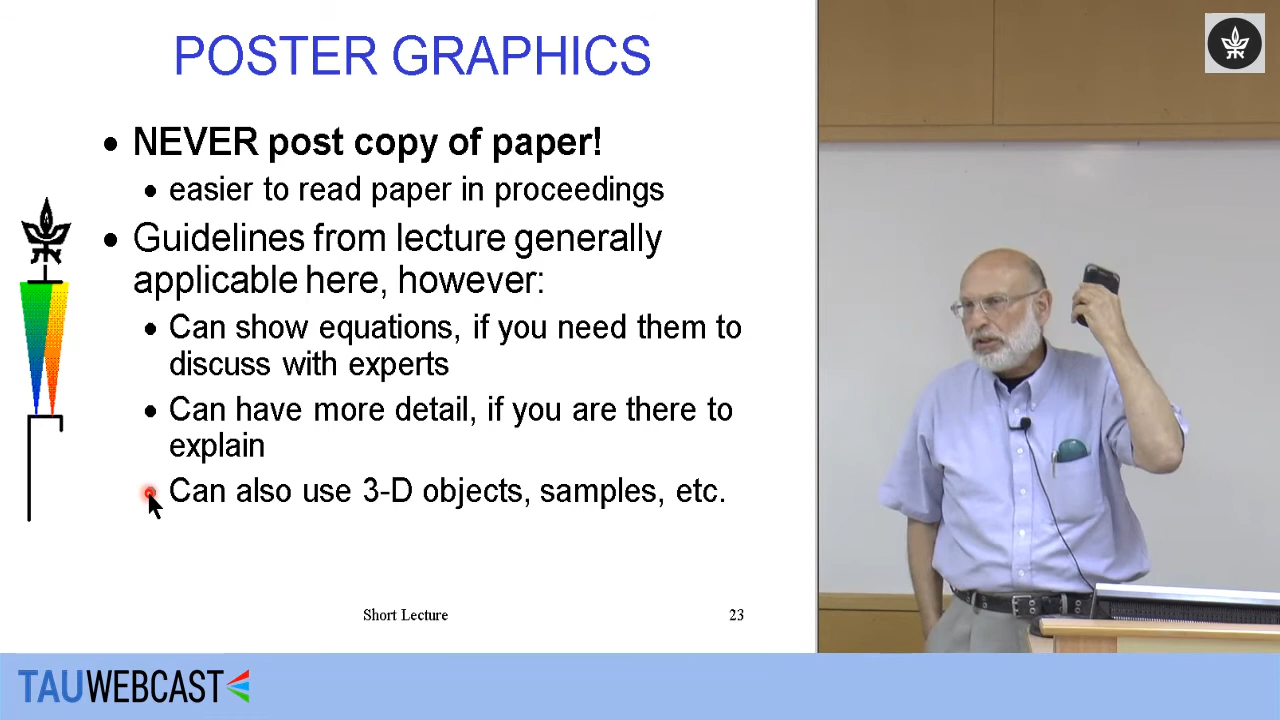 POSTER GRAPHICS
• NEVER post copy of paper!
• easier to read paper in proceedings
• Guidelines from lecture generally
applicable here, however:
• Can show equations, if you need them to
discuss with experts
• Can have more detail, if you are there to
explain
• Can also use 3-D objects, samples, etc.
Short Lecture
23
TAUWEBCAST